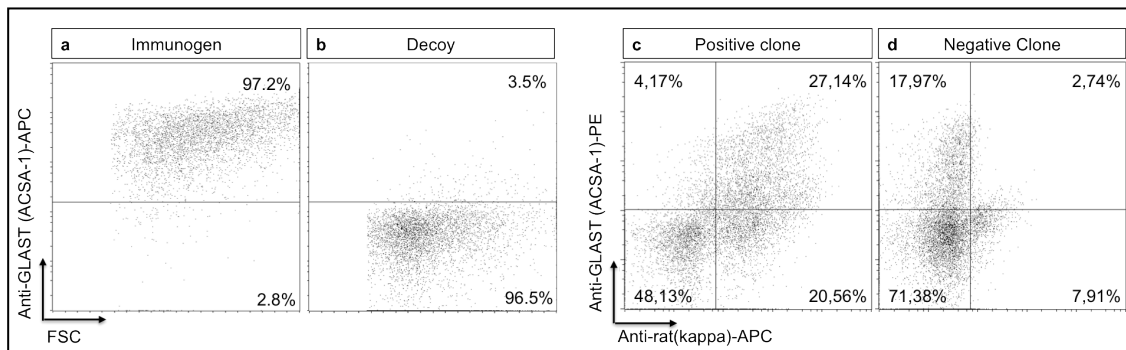 a Immunogen
b Decoy
c Positive clone
d Negative Clone
Anti-GLAST (ACSA-1)-APC
97.2%
2.8%
3.5%
96.5%
FSC
Anti-GLAST (ACSA-1)-PE
4,17%
27,14%
48,13%
20,56%
17,97%
2,74%
71,38%
7,91%
Anti-rat(kappa)-APC